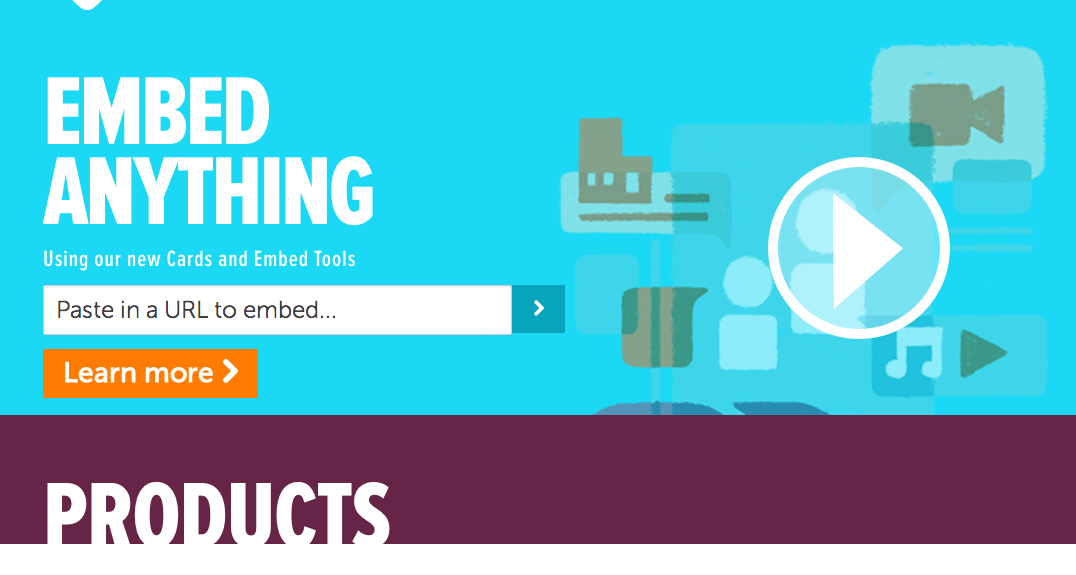 EMBED
ANYTHING
Using our new Cards and Embed Tools
Paste in a URL to embed...
Learn more
PRODUCTS